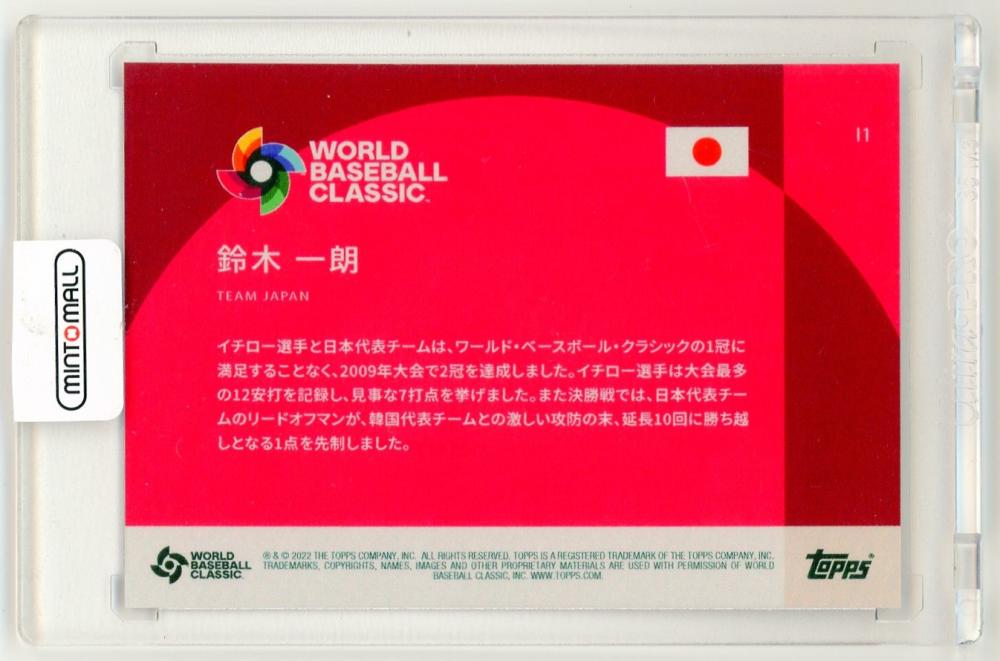 WORLD
BASEBALL
CLASSIC™
I1
鈴木 一朗
TEAM JAPAN
イチロー選手と日本代表チームは、ワールド・ベースボール・クラシックの1冠に
満足することなく、2009年大会で2冠を達成しました。イチロー選手は大会最多
の12安打を記録し、見事な7打点を挙げました。また決勝戦では、日本代表チー
ムのリードオフマンが、韓国代表チームとの激しい攻防の末、延長10回に勝ち越
しとなる1点を先制しました。
WORLD
BASEBALL
CLASSIC
® & © 2022 THE TOPPS COMPANY, INC. ALL RIGHTS RESERVED. TOPPS IS A REGISTERED TRADEMARK OF THE TOPPS COMPANY, INC.
TRADEMARKS, COPYRIGHTS, NAMES, IMAGES AND OTHER PROPRIETARY MATERIALS ARE USED WITH PERMISSION OF WORLD
BASEBALL CLASSIC, INC. WWW.TOPPS.COM.
topps®
MINT MALL